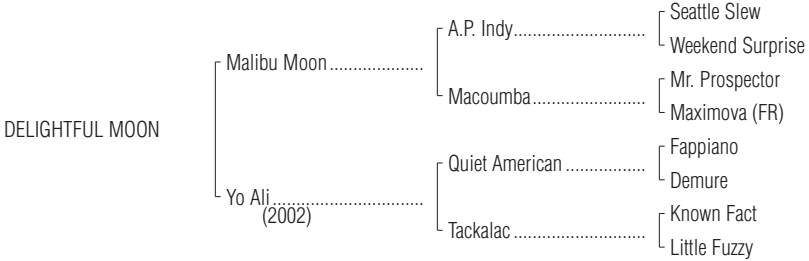 Seattle Slew
A.P. Indy
Weekend Surprise
Malibu Moon
Mr. Prospector
Macoumba
Maximova (FR)
DELIGHTFUL MOON
Fappiano
Quiet American
Demure
Yo Ali
(2002)
Known Fact
Tackalac
Little Fuzzy